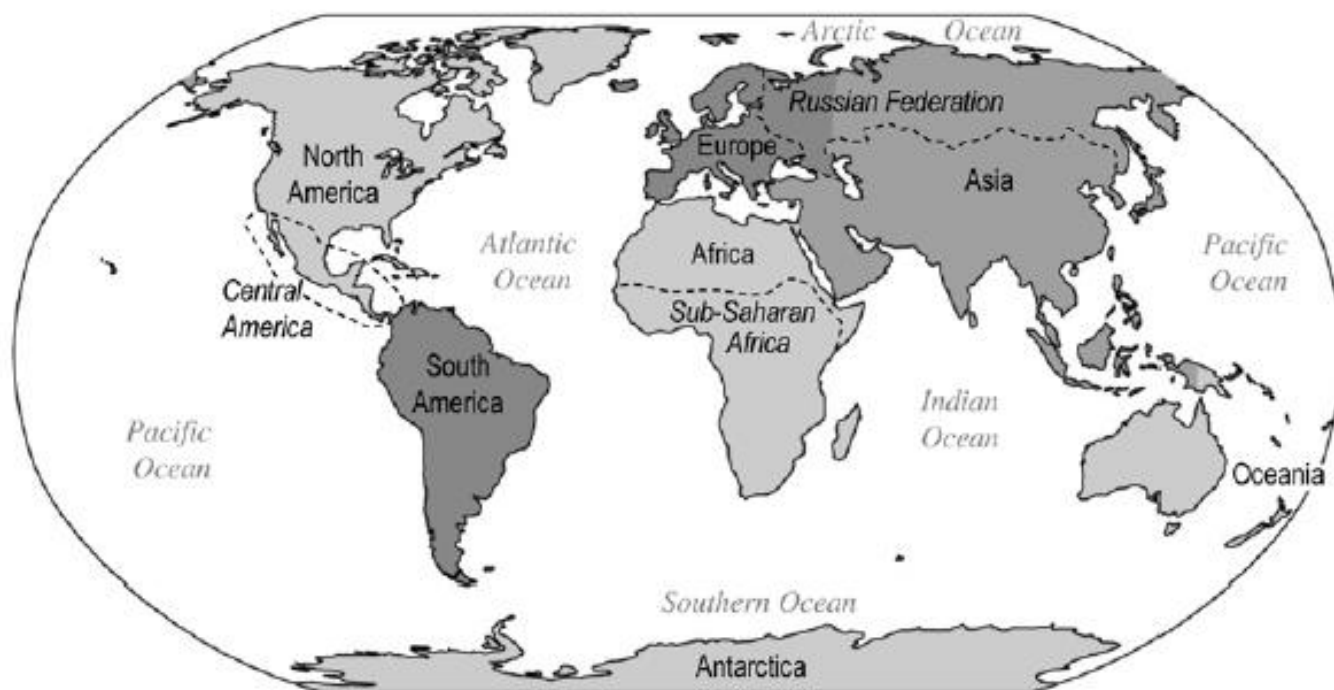 Arctic Ocean
Russian Federation
North
America
Europe
Asia
Atlantic
Ocean
Africa
Pacific
Ocean
Central
America
Sub-Saharan
Africa
South
America
Indian
Ocean
Pacific
Ocean
Oceania
Southern Ocean
Antarctica